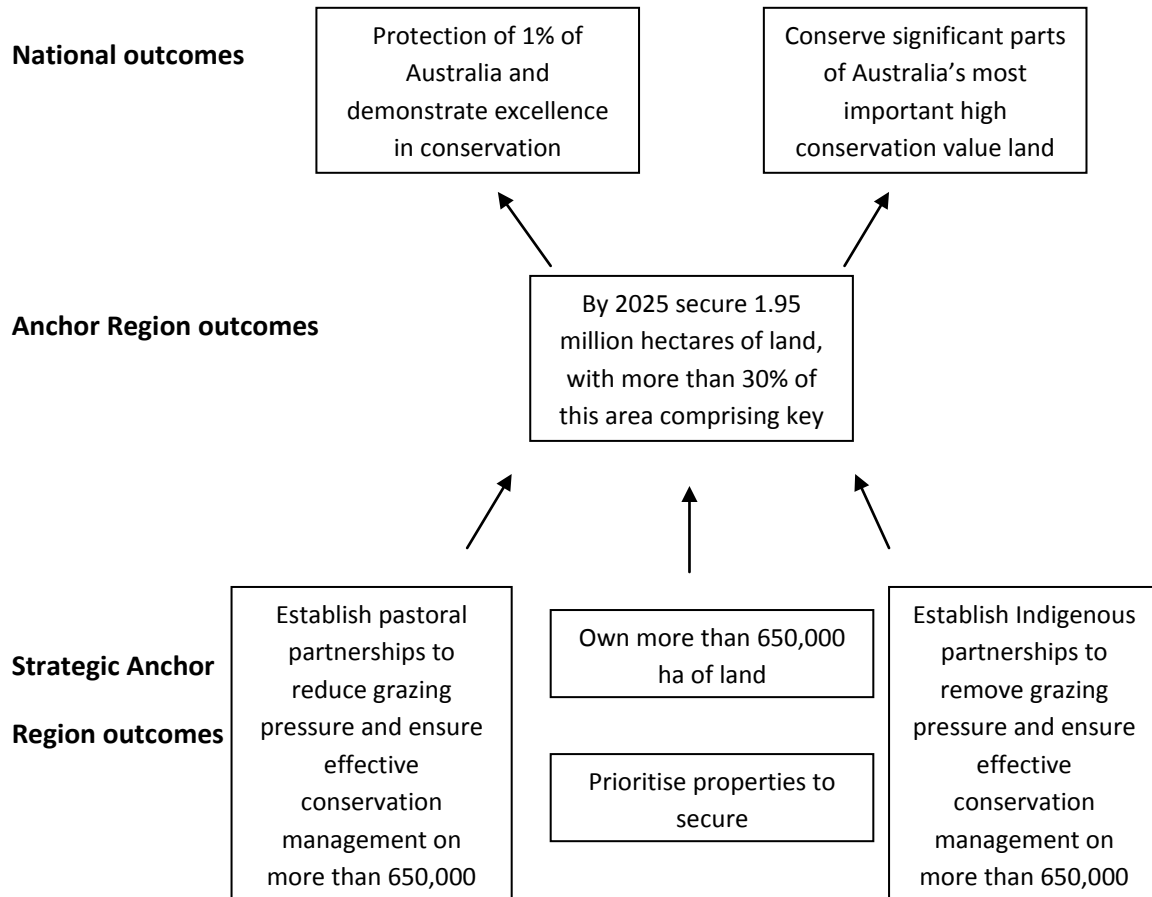 National outcomes
Protection of 1% of
Australia and
demonstrate excellence
in conservation
Conserve significant parts
of Australia’s most
important high
conservation value land
Anchor Region outcomes
By 2025 secure 1.95
million hectares of land,
with more than 30% of
this area comprising key
Strategic Anchor
Region outcomes
Establish pastoral
partnerships to
reduce grazing
pressure and ensure
effective
conservation
management on
more than 650,000
Own more than 650,000
ha of land
Prioritise properties to
secure
Establish Indigenous
partnerships to
remove grazing
pressure and ensure
effective
conservation
management on
more than 650,000